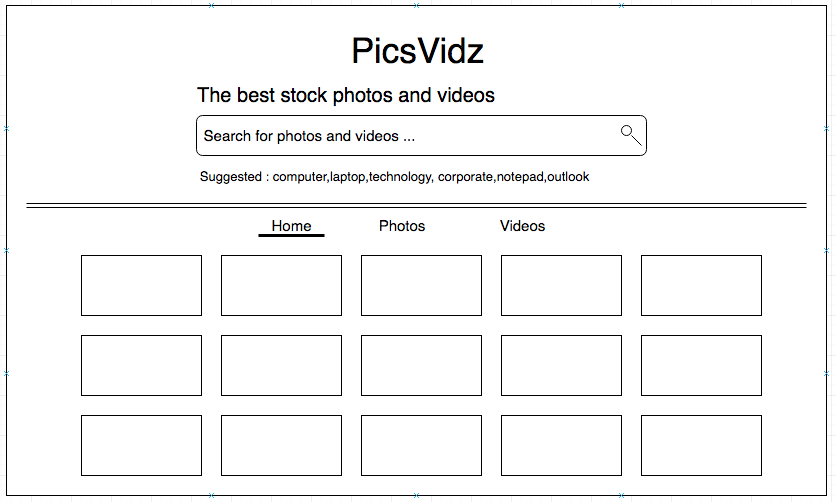 PicsVidz
The best stock photos and videos
Search for photos and videos ...
Suggested : computer,laptop,technology, corporate,notepad,outlook
Home Photos Videos